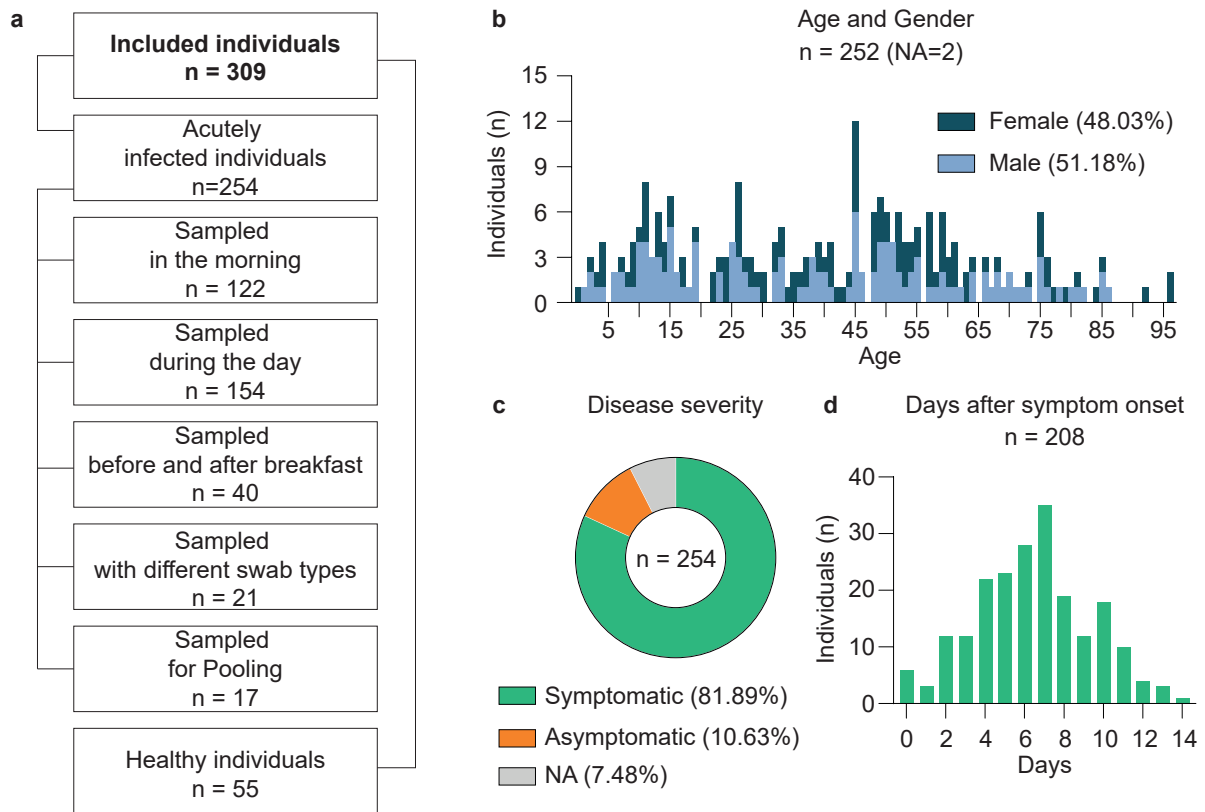 a
Included individuals
n = 309
Acutely
infected individuals
n=254
Sampled
in the morning
n = 122
Sampled
during the day
n = 154
Sampled
before and after breakfast
n = 40
Sampled
with different swab types
n = 21
Sampled
for Pooling
n = 17
Healthy individuals
n = 55
b
Age and Gender
n = 252 (NA=2)
Individuals (n)
15
12
9
6
3
0
Female (48.03%)
Male (51.18%)
5 15 25 35 45 55 65 75 85 95
Age
c
Disease severity
n = 254
Symptomatic (81.89%)
Asymptomatic (10.63%)
NA (7.48%)
d
Days after symptom onset
n = 208
Individuals (n)
40
30
20
10
0
0 2 4 6 8 10 12 14
Days